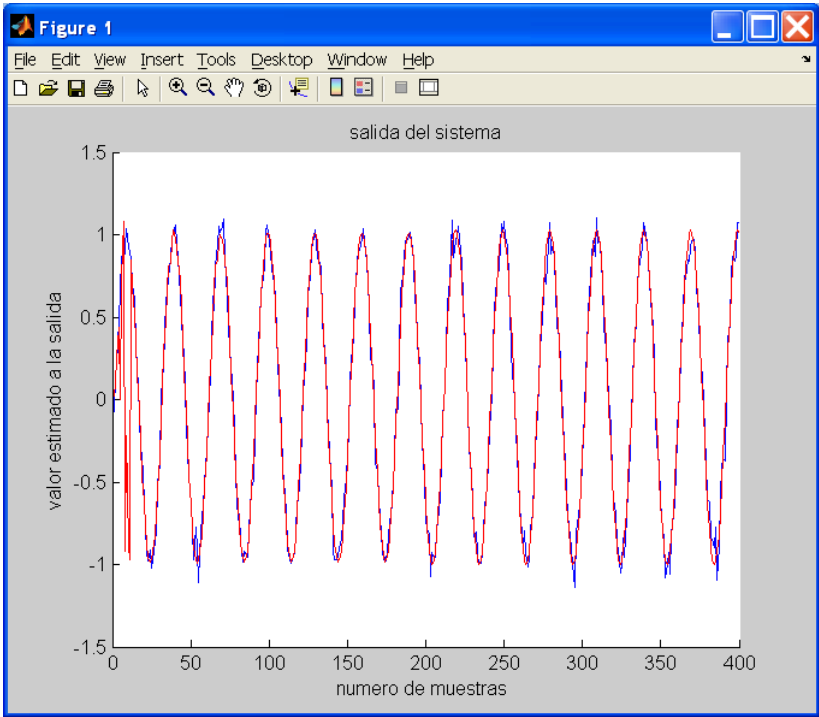 Figure 1
File Edit View Insert Tools Desktop Window Help
salida del sistema
1.5
1
0.5
0
-0.5
-1
-1.5
valor estimado a la salida
0 50 100 150 200 250 300 350 400
numero de muestras